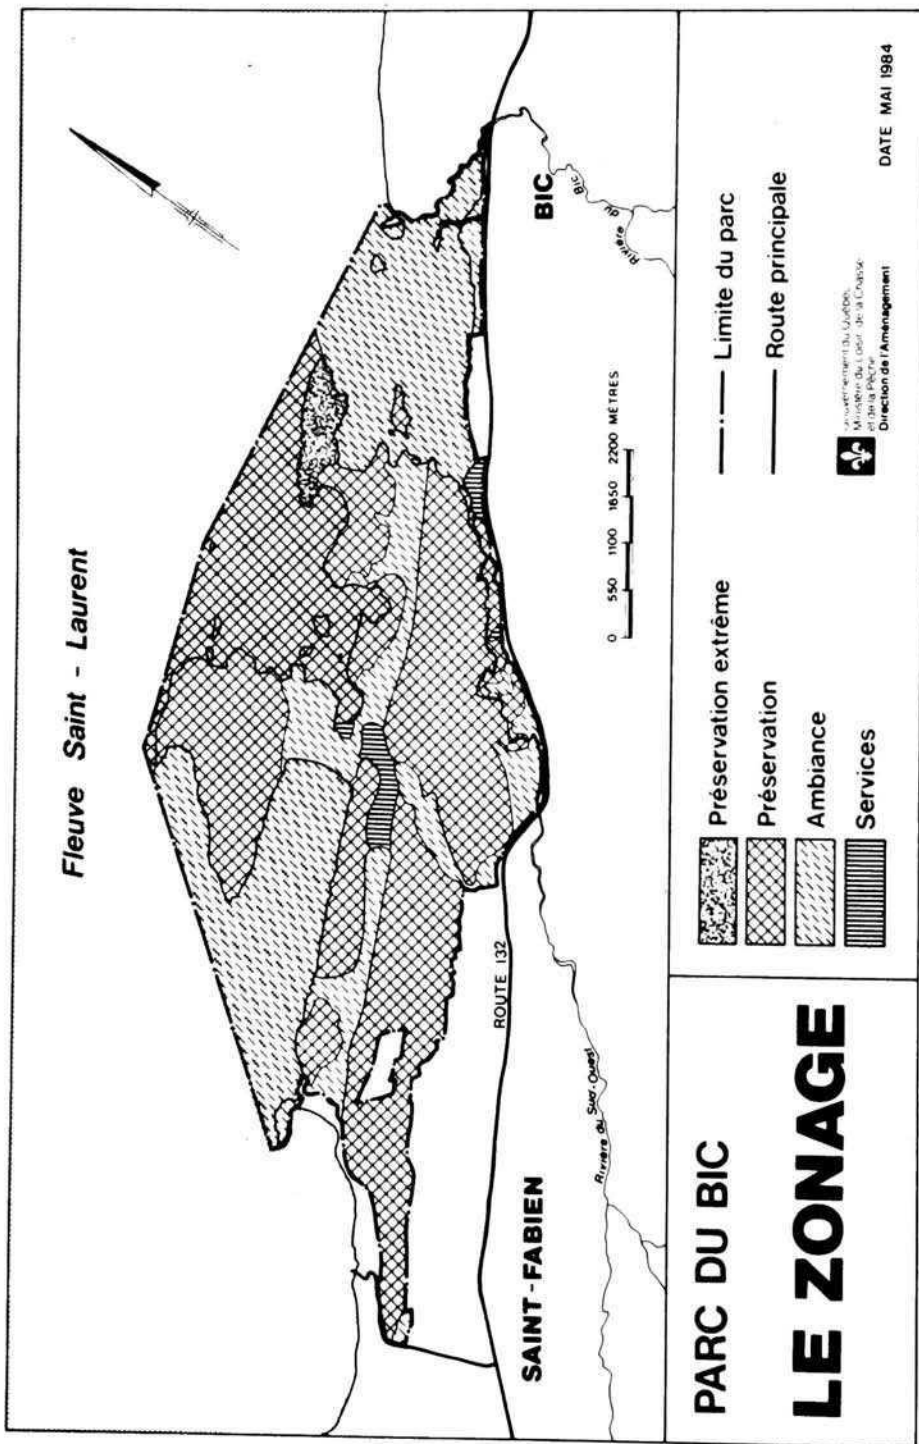 Fleuve Saint - Laurent
BIC
Rivière du Bic
0 550 1100 1650 2200 MÈTRES
ROUTE 132
SAINT-FABIEN
Rivière du Sud-Ouest
PARC DU BIC
LE ZONAGE
Préservation extrême
Préservation
Ambiance
Services
Limite du parc
Route principale
Gouvernement du Québec
Ministère du Loisir, de la Chasse
et de la Pêche
Direction de l'Aménagement
DATE MAI 1984